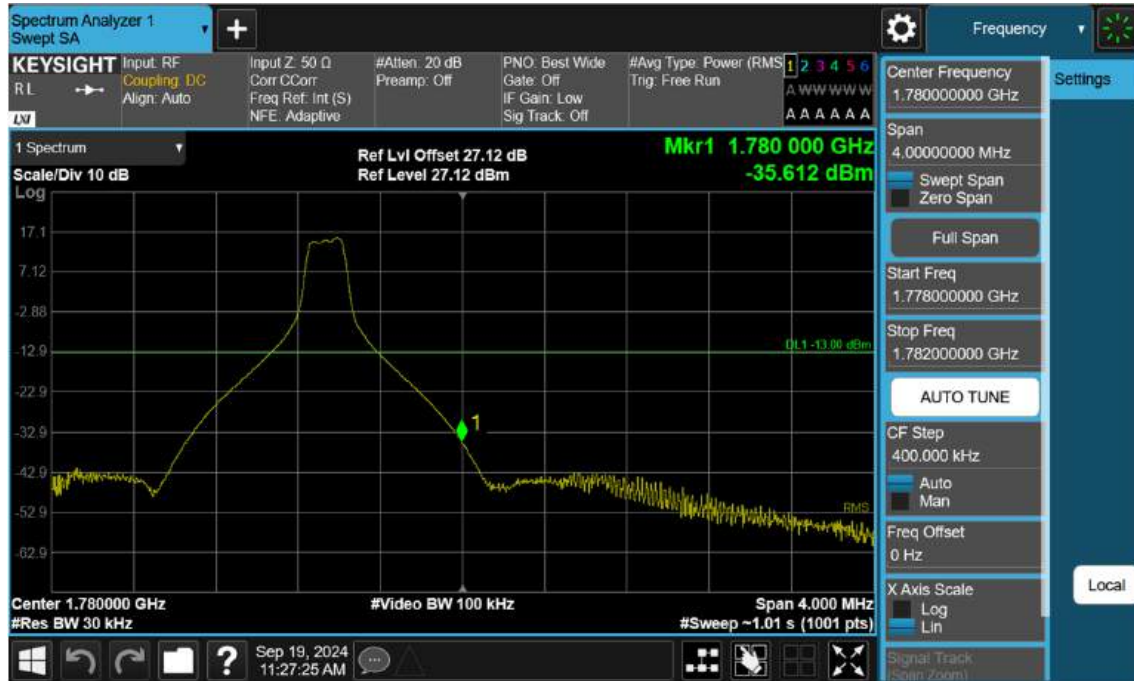 Spectrum Analyzer 1
Swept SA
Frequency
KEYSIGHT
RL
LXI
Input: RF
Coupling: DC
Align: Auto
Input Z: 50 Ω
Corr CCorr
Freq Ref: Int (S)
NFE: Adaptive
#Atten: 20 dB
Preamp: Off
PNO: Best Wide
Gate: Off
IF Gain: Low
Sig Track: Off
#Avg Type: Power (RMS
Trig: Free Run
1 2 3 4 5 6
A W W W W W
A A A A A A
1 Spectrum
Scale/Div 10 dB
Log
Ref Lvl Offset 27.12 dB
Ref Level 27.12 dBm
Mkr1 1.780 000 GHz
-35.612 dBm
17.1
7.12
-2.88
-12.9
-22.9
-32.9
-42.9
-52.9
-62.9
DL1 -13.00 dBm
1
RMS
Center 1.780000 GHz
#Res BW 30 kHz
#Video BW 100 kHz
Span 4.000 MHz
#Sweep ~1.01 s (1001 pts)
Sep 19, 2024
11:27:25 AM
Center Frequency
1.780000000 GHz
Span
4.00000000 MHz
Swept Span
Zero Span
Full Span
Start Freq
1.778000000 GHz
Stop Freq
1.782000000 GHz
AUTO TUNE
CF Step
400.000 kHz
Auto
Man
Freq Offset
0 Hz
X Axis Scale
Log
Lin
Signal Track
(Span Zoom)
Settings
Local